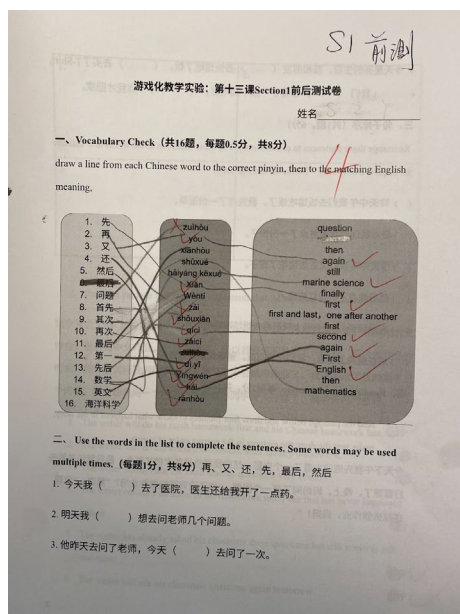 S1 前测
游戏化教学实验：第十三课Section1前后测试卷
姓名
一、Vocabulary Check（共16题，每题0.5分，共8分）
draw a line from each Chinese word to the correct pinyin, then to the matching English
meaning.
4
1. 先
2. 再
3. 又
4. 还
5. 然后
6. 最后
7. 问题
8. 首先
9. 其次
10. 再次
11. 最后
12. 第一
13. 先后
14. 数学
15. 英文
16. 海洋科学
zuìhòu
yòu
xiānhòu
shùxué
hǎiyáng kēxué
Xiān
Wèntí
zài
shǒuxiān
qícì
zàicì
dì yī
Yīngwén
hái
ránhòu
question
then
again
still
marine science
finally
first
first and last，one after another
first
second
again
First
English
then
mathematics
二、 Use the words in the list to complete the sentences. Some words may be used
multiple times.（每题1分，共8分）再、又、还，先，最后，然后
1. 今天我（ ）去了医院，医生还给我开了一点药。
2. 明天我（ ）想去问老师几个问题。
3. 他昨天去问了老师，今天（ ）去问了一次。